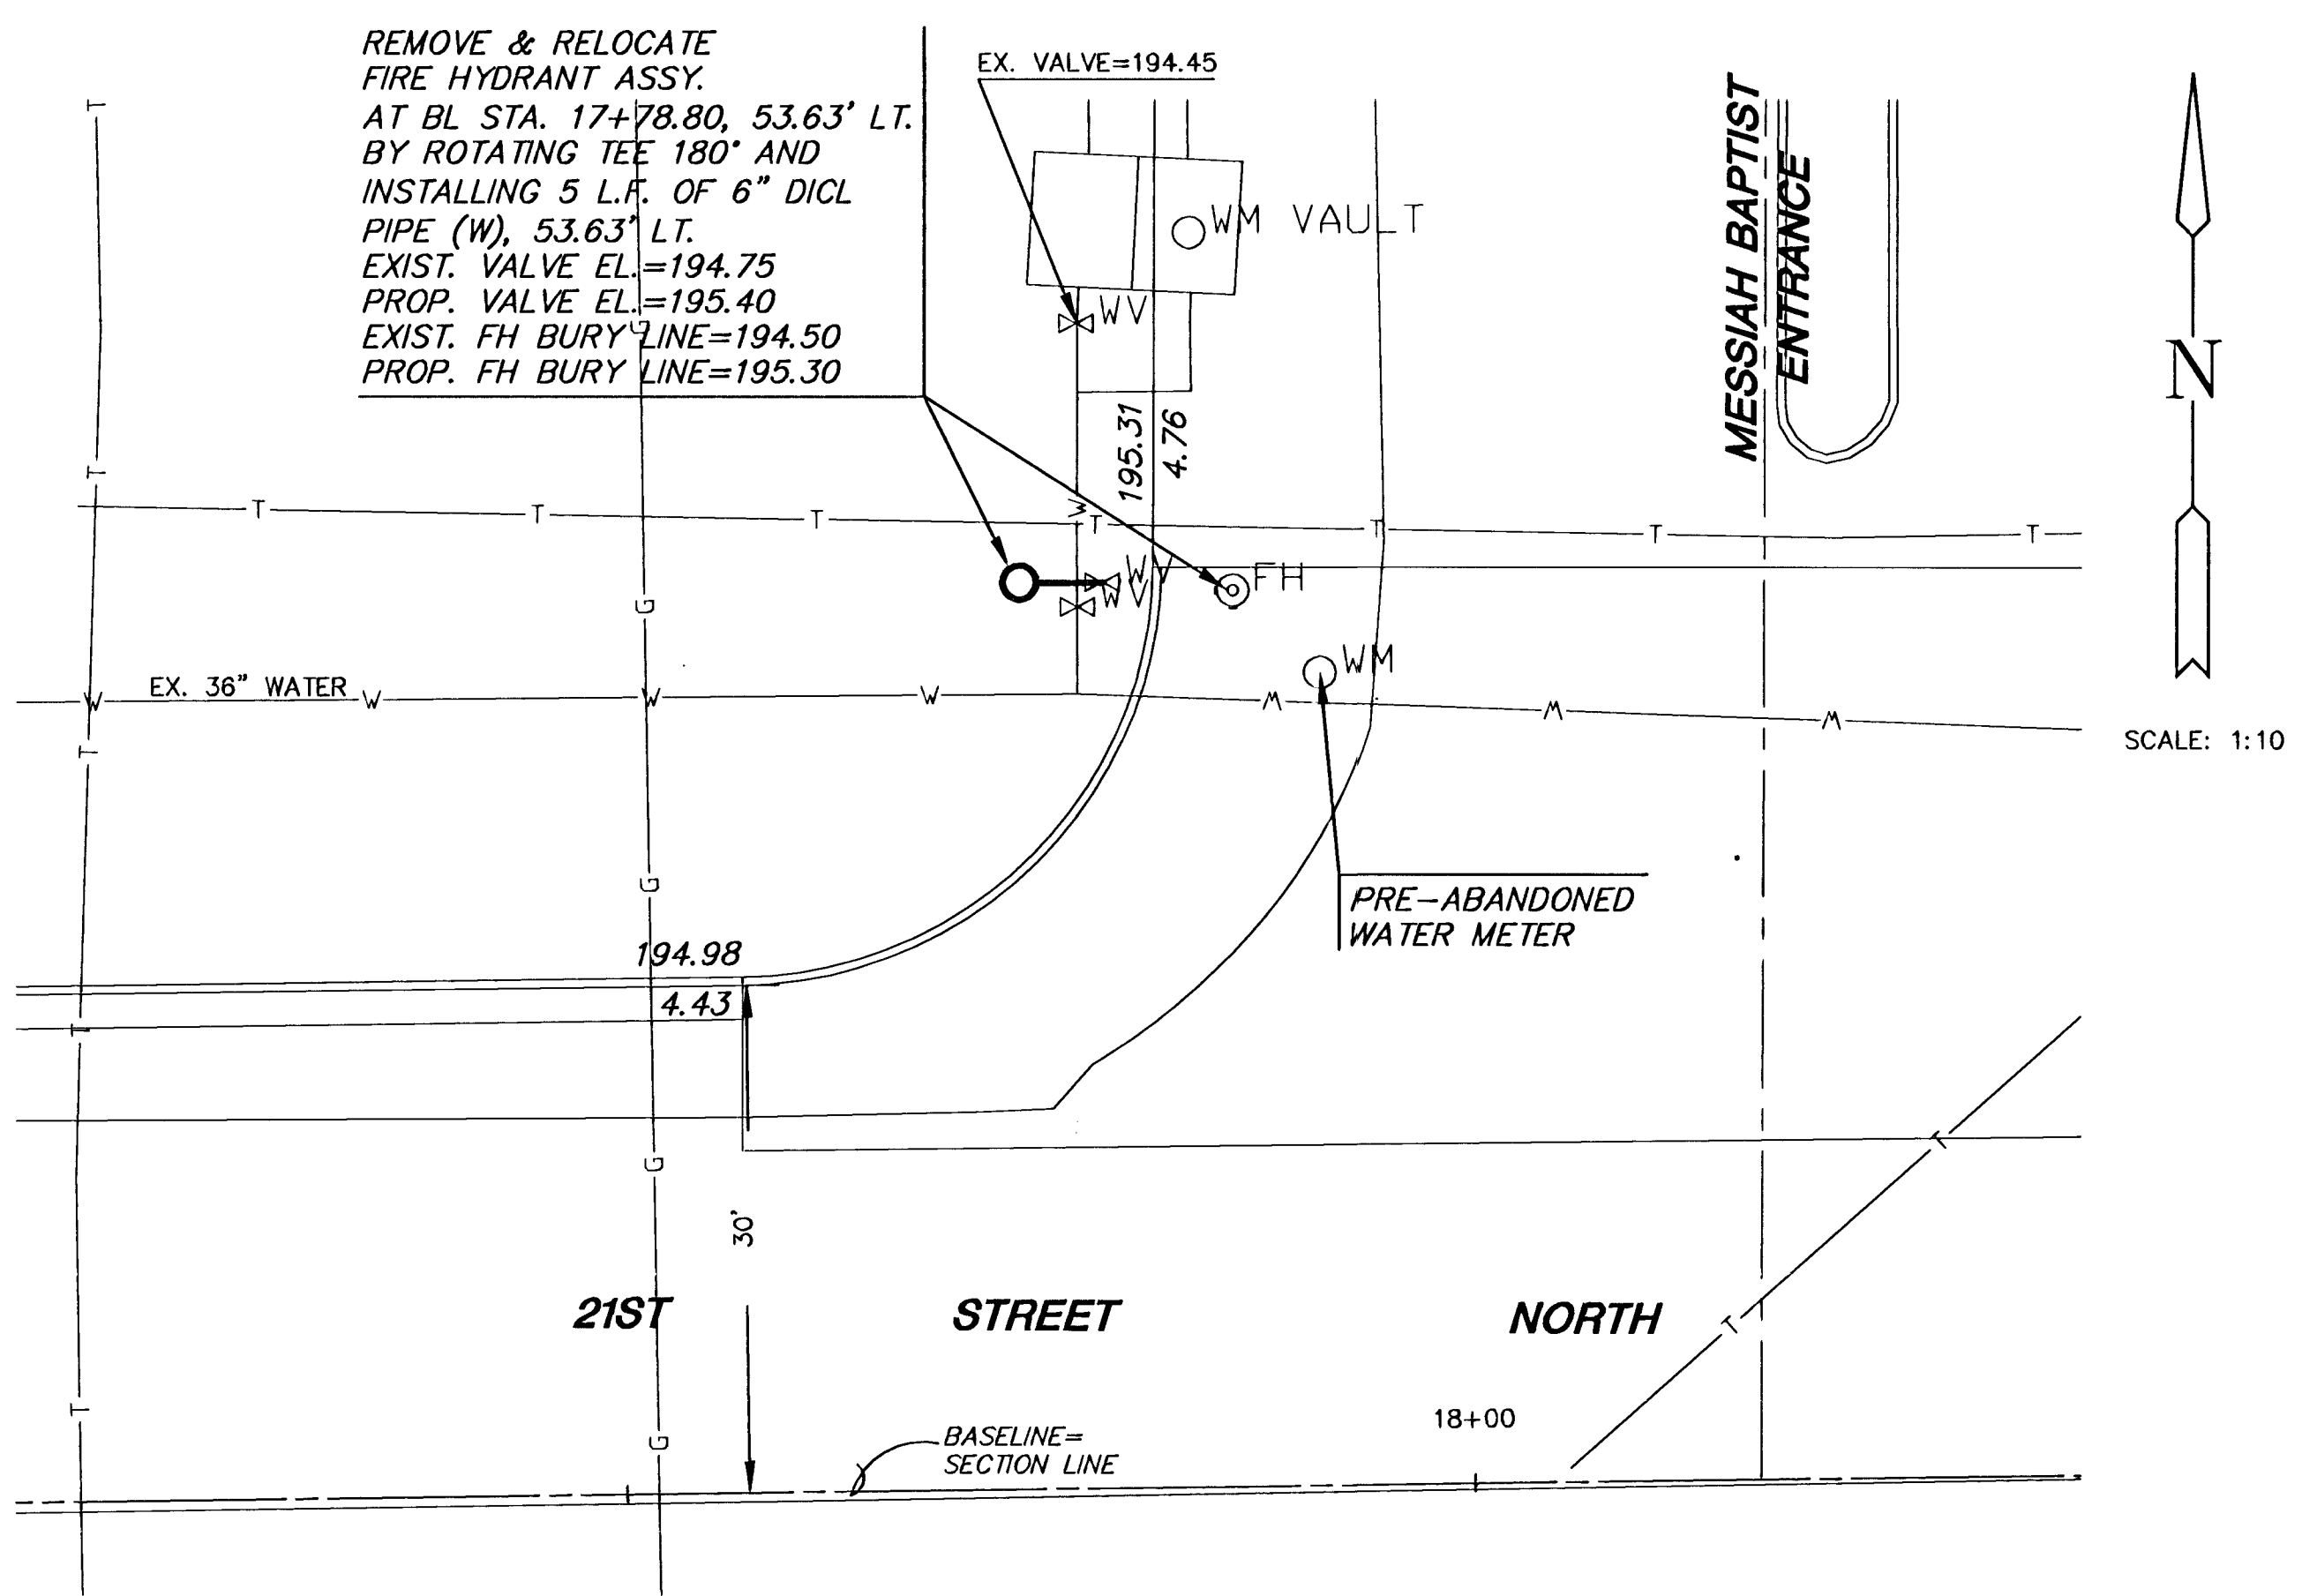 REMOVE & RELOCATE
FIRE HYDRANT ASSY.
AT BL STA. 17+78.80, 53.63' LT.
BY ROTATING TEE 180° AND
INSTALLING 5 L.F. OF 6" DICL
PIPE (W), 53.63' LT.
EXIST. VALVE EL.=194.75
PROP. VALVE EL.=195.40
EXIST. FH BURY LINE=194.50
PROP. FH BURY LINE=195.30
EX. VALVE=194.45
WM VAULT
WV
MESSIAH BAPTIST
ENTRANCE
N
SCALE: 1:10
195.31
4.76
T
T
T
T
T
T
T
T
T
W
WV
WV
FH
WM
EX. 36" WATER
W
W
W
W
W
W
W
PRE-ABANDONED
WATER METER
G
G
G
G
G
T
T
T
194.98
4.43
30'
21ST STREET NORTH
T
T
18+00
BASELINE=
SECTION LINE